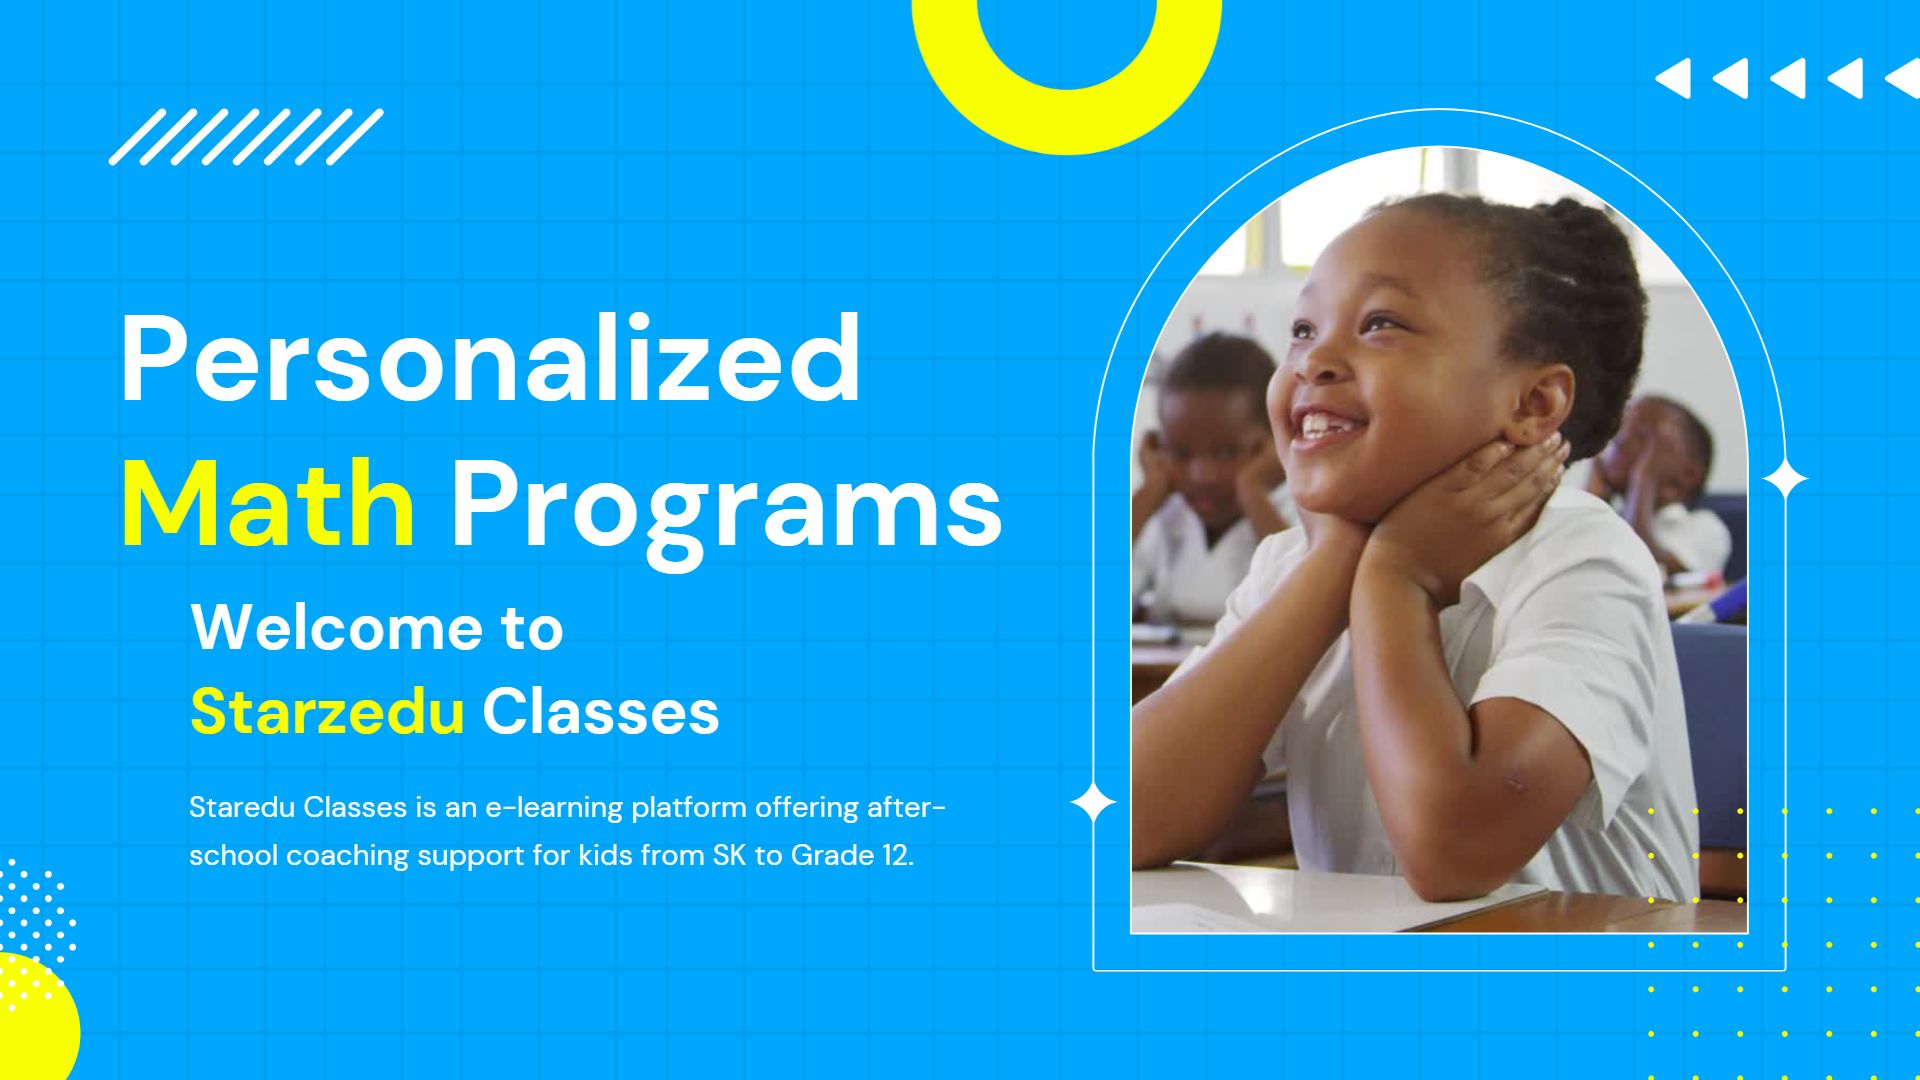 Personalized
Math Programs
Welcome to
Starzedu Classes
Staredu Classes is an e-learning platform offering after-
school coaching support for kids from SK to Grade 12.